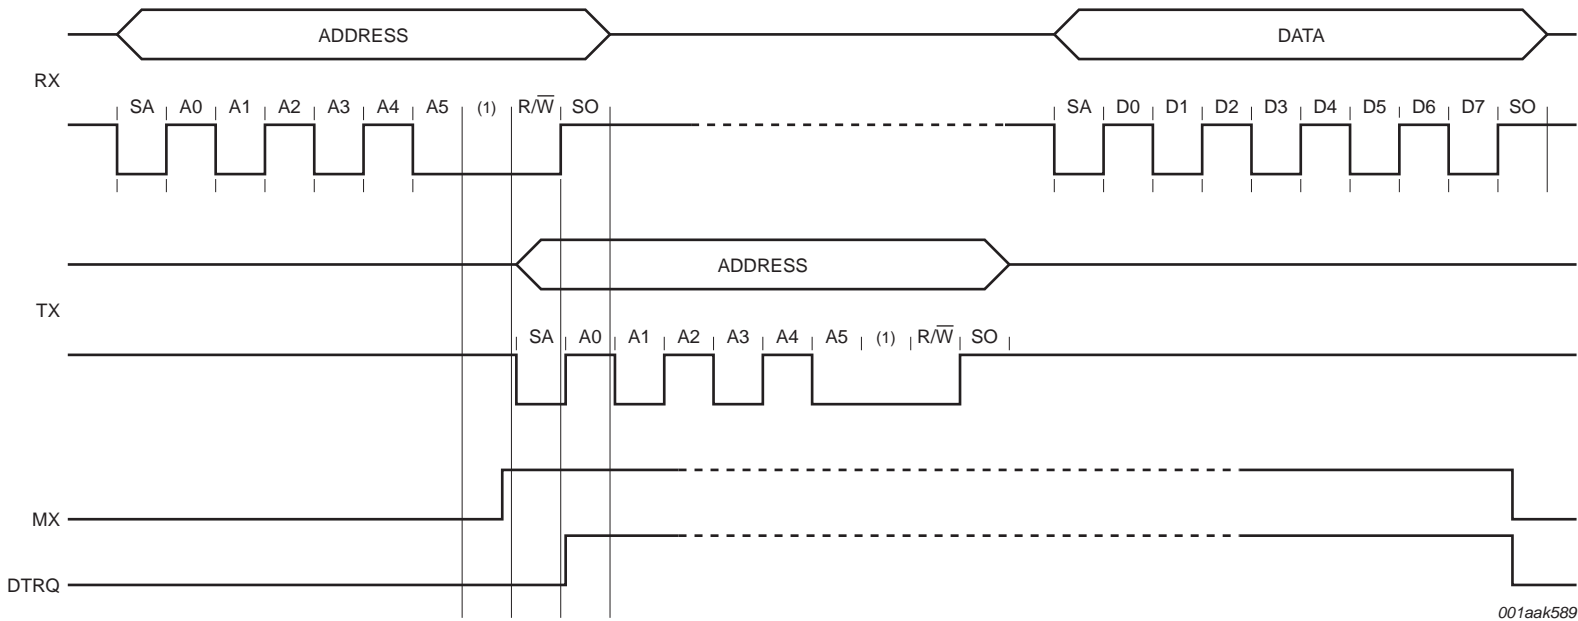 ADDRESS DATA
RX
SA A0 A1 A2 A3 A4 A5 (1) R/W̅ SO SA D0 D1 D2 D3 D4 D5 D6 D7 SO
ADDRESS
TX
SA A0 A1 A2 A3 A4 A5 (1) R/W̅ SO
MX
DTRQ
001aak589